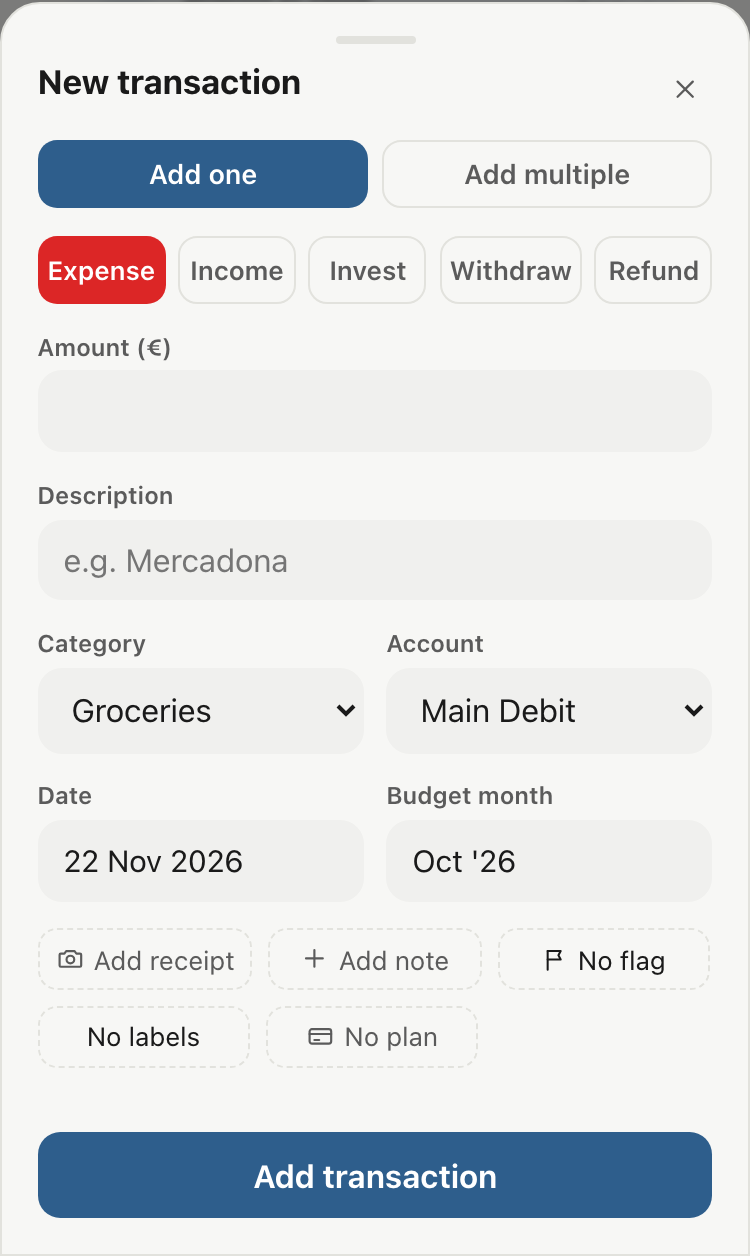 New transaction
Add one
Add multiple
Expense
Income
Invest
Withdraw
Refund
Amount (€)
Description
e.g. Mercadona
Category
Account
Groceries
Main Debit
Date
Budget month
22 Nov 2026
Oct '26
Add receipt
Add note
No flag
No labels
No plan
Add transaction